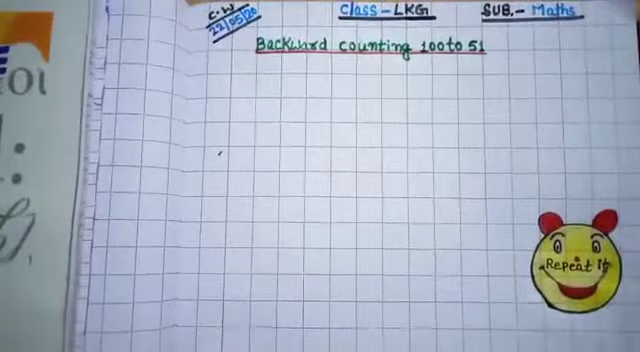 C.W
22/05/20
Class - LKG
SUB. - Maths
Backward counting 100 to 51
Repeat it